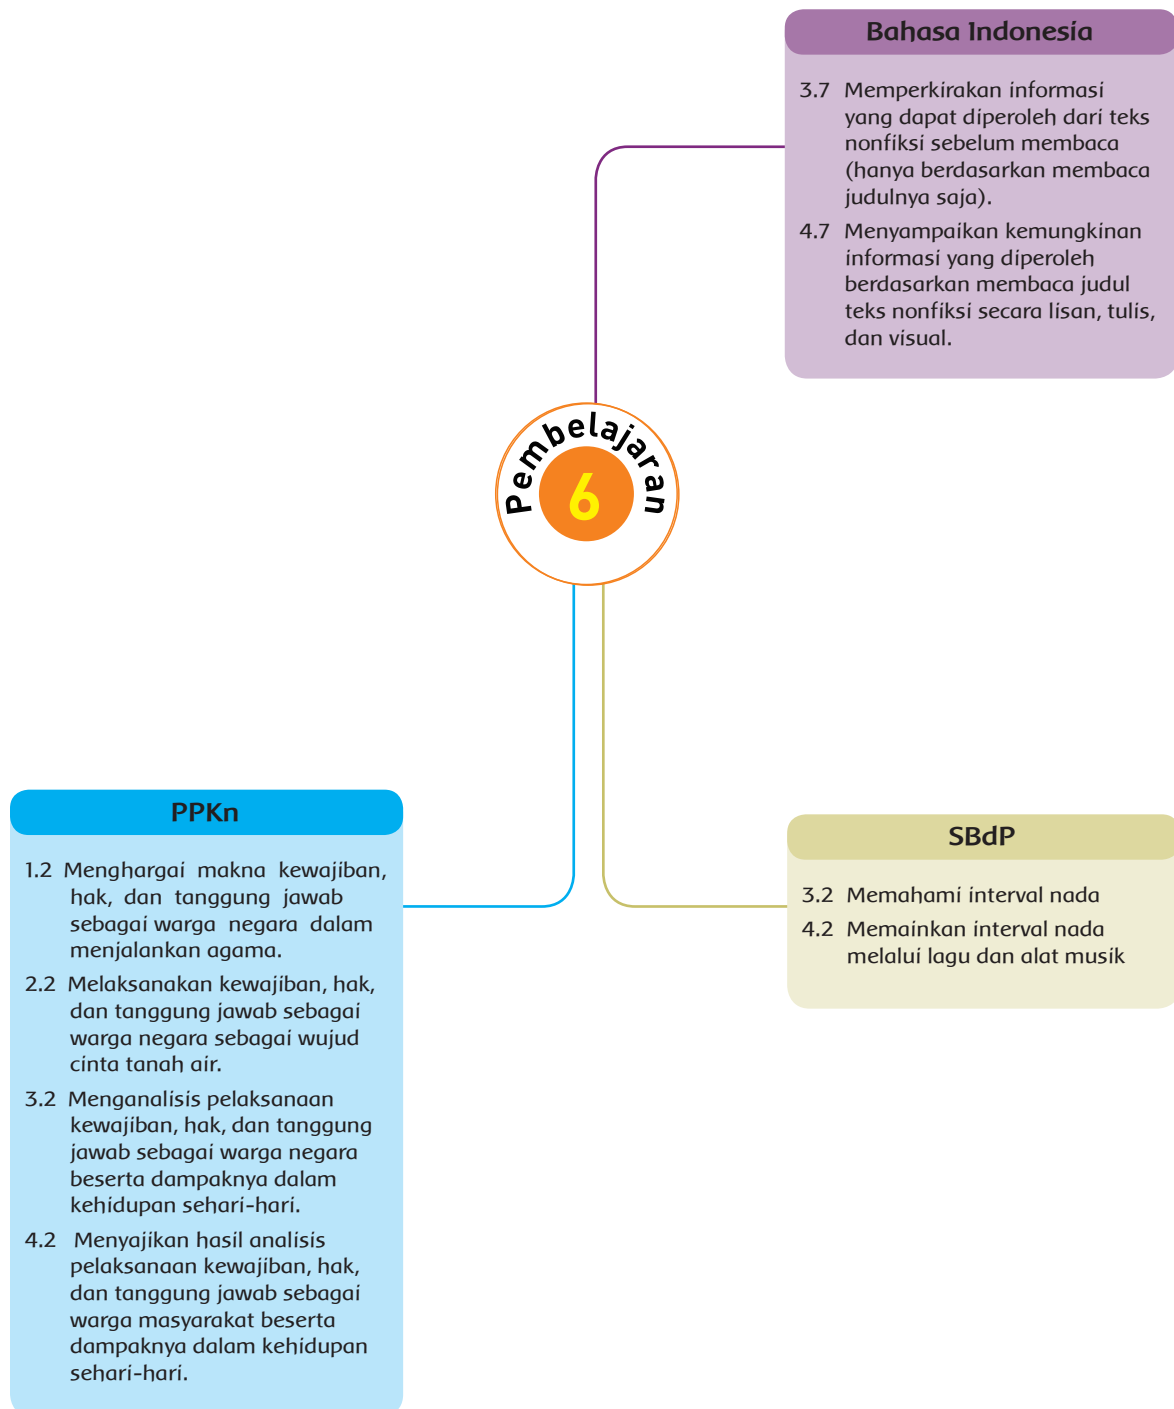 Bahasa Indonesia
3.7 Memperkirakan informasi
yang dapat diperoleh dari teks
nonfiksi sebelum membaca
(hanya berdasarkan membaca
judulnya saja).
4.7 Menyampaikan kemungkinan
informasi yang diperoleh
berdasarkan membaca judul
teks nonfiksi secara lisan, tulis,
dan visual.
Pembelajaran
6
PPKn
1.2 Menghargai makna kewajiban,
hak, dan tanggung jawab
sebagai warga negara dalam
menjalankan agama.
2.2 Melaksanakan kewajiban, hak,
dan tanggung jawab sebagai
warga negara sebagai wujud
cinta tanah air.
3.2 Menganalisis pelaksanaan
kewajiban, hak, dan tanggung
jawab sebagai warga negara
beserta dampaknya dalam
kehidupan sehari-hari.
4.2 Menyajikan hasil analisis
pelaksanaan kewajiban, hak,
dan tanggung jawab sebagai
warga masyarakat beserta
dampaknya dalam kehidupan
sehari-hari.
SBdP
3.2 Memahami interval nada
4.2 Memainkan interval nada
melalui lagu dan alat musik